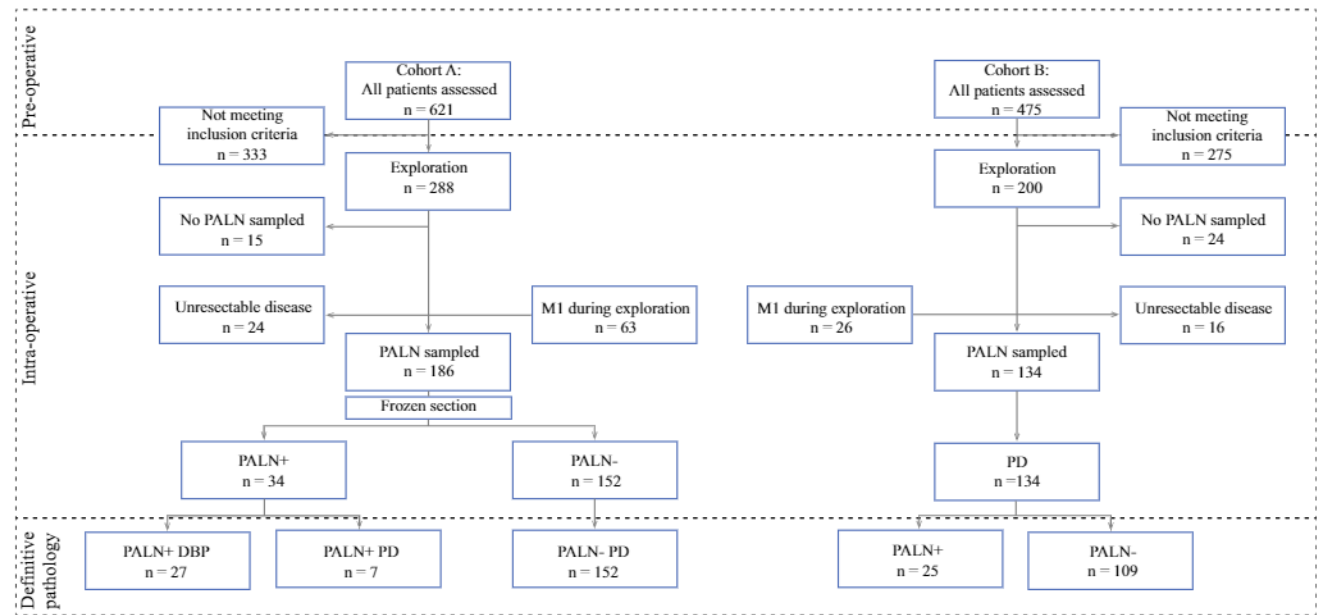 Pre-operative
Cohort A:
All patients assessed
n = 621
Cohort B:
All patients assessed
n = 475
Not meeting
inclusion criteria
n = 333
Not meeting
inclusion criteria
n = 275
Intra-operative
Exploration
n = 288
Exploration
n = 200
No PALN sampled
n = 15
No PALN sampled
n = 24
Unresectable disease
n = 24
M1 during exploration
n = 63
M1 during exploration
n = 26
Unresectable disease
n = 16
PALN sampled
n = 186
PALN sampled
n = 134
Frozen section
PALN+
n = 34
PALN-
n = 152
PD
n =134
Definitive
pathology
PALN+ DBP
n = 27
PALN+ PD
n = 7
PALN- PD
n = 152
PALN+
n = 25
PALN-
n = 109